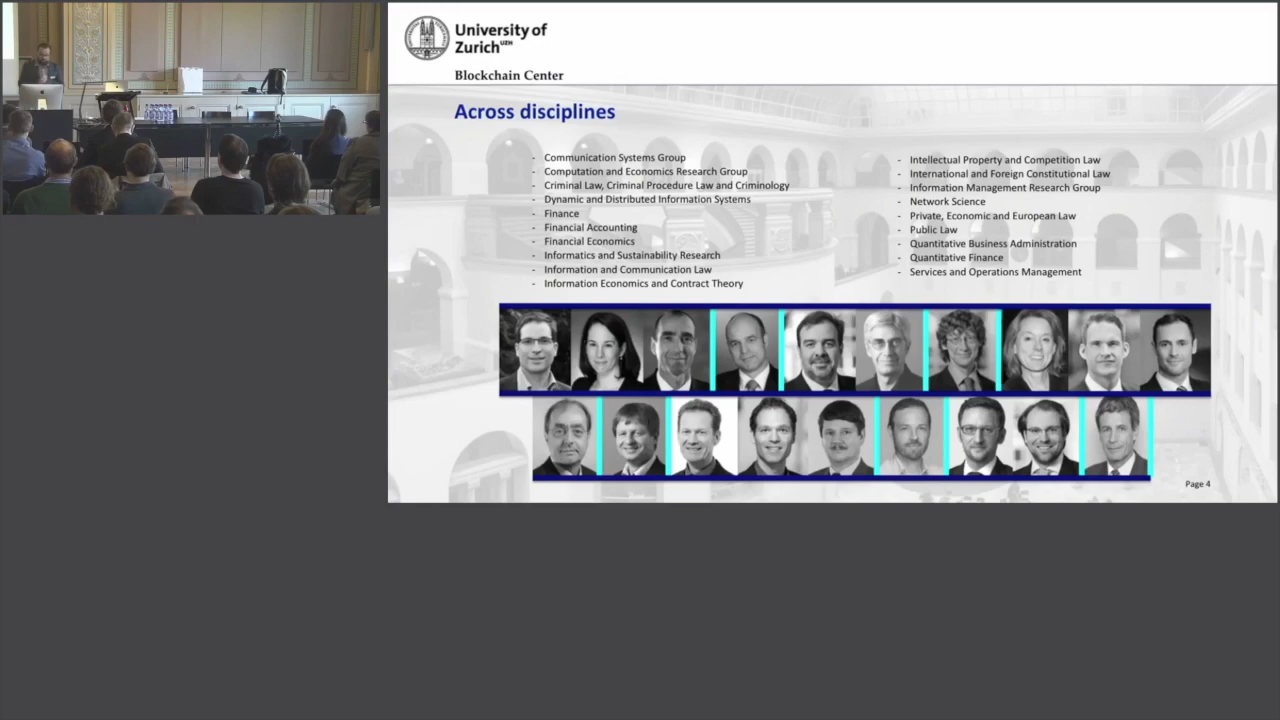 University of
Zurich UZH
Blockchain Center
Across disciplines
- Communication Systems Group
- Computation and Economics Research Group
- Criminal Law, Criminal Procedure Law and Criminology
- Dynamic and Distributed Information Systems
- Finance
- Financial Accounting
- Financial Economics
- Informatics and Sustainability Research
- Information and Communication Law
- Information Economics and Contract Theory
- Intellectual Property and Competition Law
- International and Foreign Constitutional Law
- Information Management Research Group
- Network Science
- Private, Economic and European Law
- Public Law
- Quantitative Business Administration
- Quantitative Finance
- Services and Operations Management
Page 4